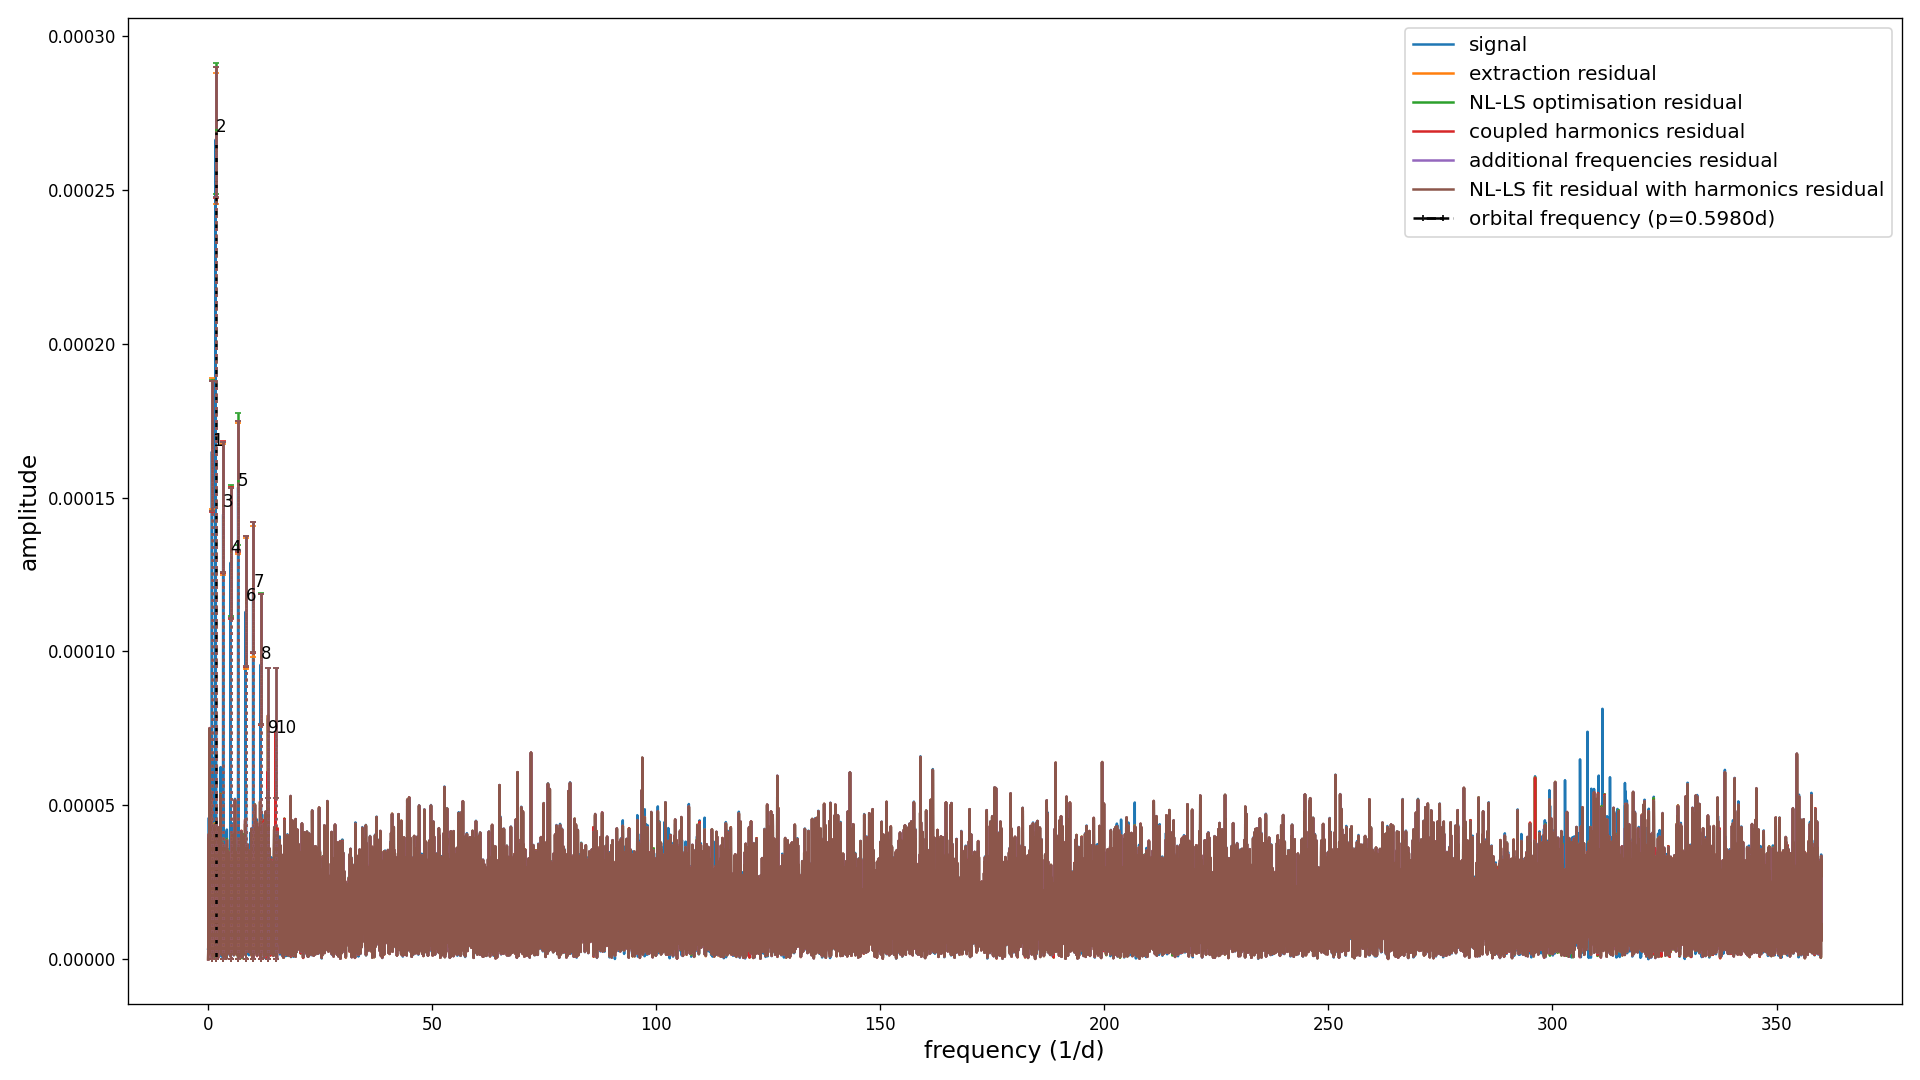 signal
extraction residual
NL-LS optimisation residual
coupled harmonics residual
additional frequencies residual
NL-LS fit residual with harmonics residual
orbital frequency (p=0.5980d)
0.00030
0.00025
0.00020
0.00015
0.00010
0.00005
0.00000
amplitude
2
1
5
3
4
7
6
8
9
10
0
50
100
150
200
250
300
350
frequency (1/d)